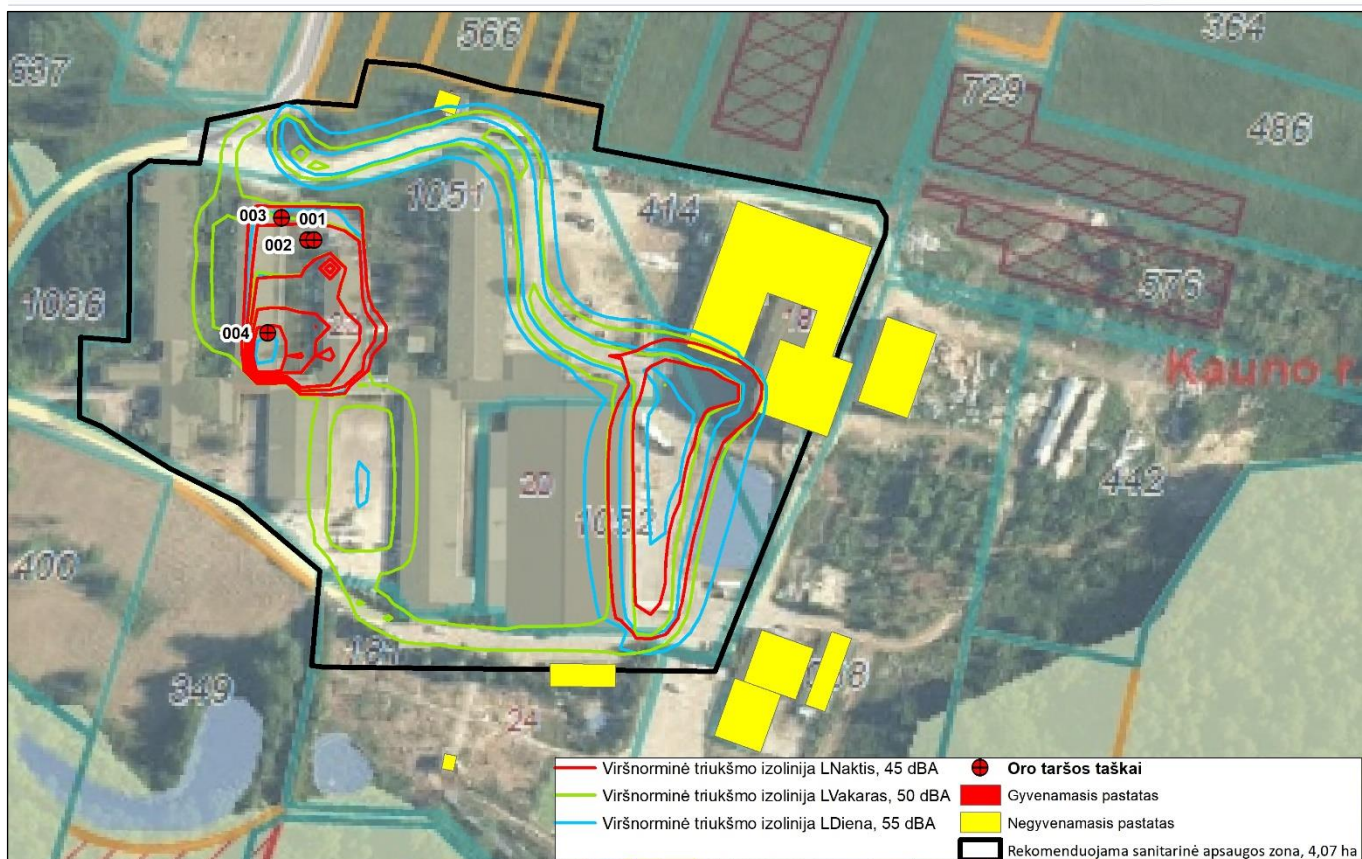 566
364
697
729
486
1051
414
003
001
002
576
1086
18
004
Kauno r.
442
20
1052
400
349
24
Viršnorminė triukšmo izolinija LNaktis, 45 dBA
Oro taršos taškai
Viršnorminė triukšmo izolinija LVakaras, 50 dBA
Gyvenamasis pastatas
Viršnorminė triukšmo izolinija LDiena, 55 dBA
Negyvenamasis pastatas
Rekomenduojama sanitarinė apsaugos zona, 4,07 ha